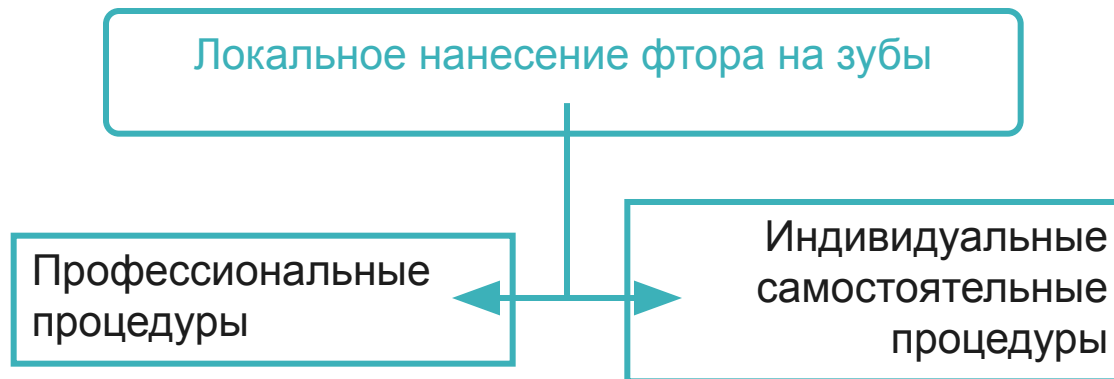 Локальное нанесение фтора на зубы
Профессиональные
процедуры
Индивидуальные
самостоятельные
процедуры